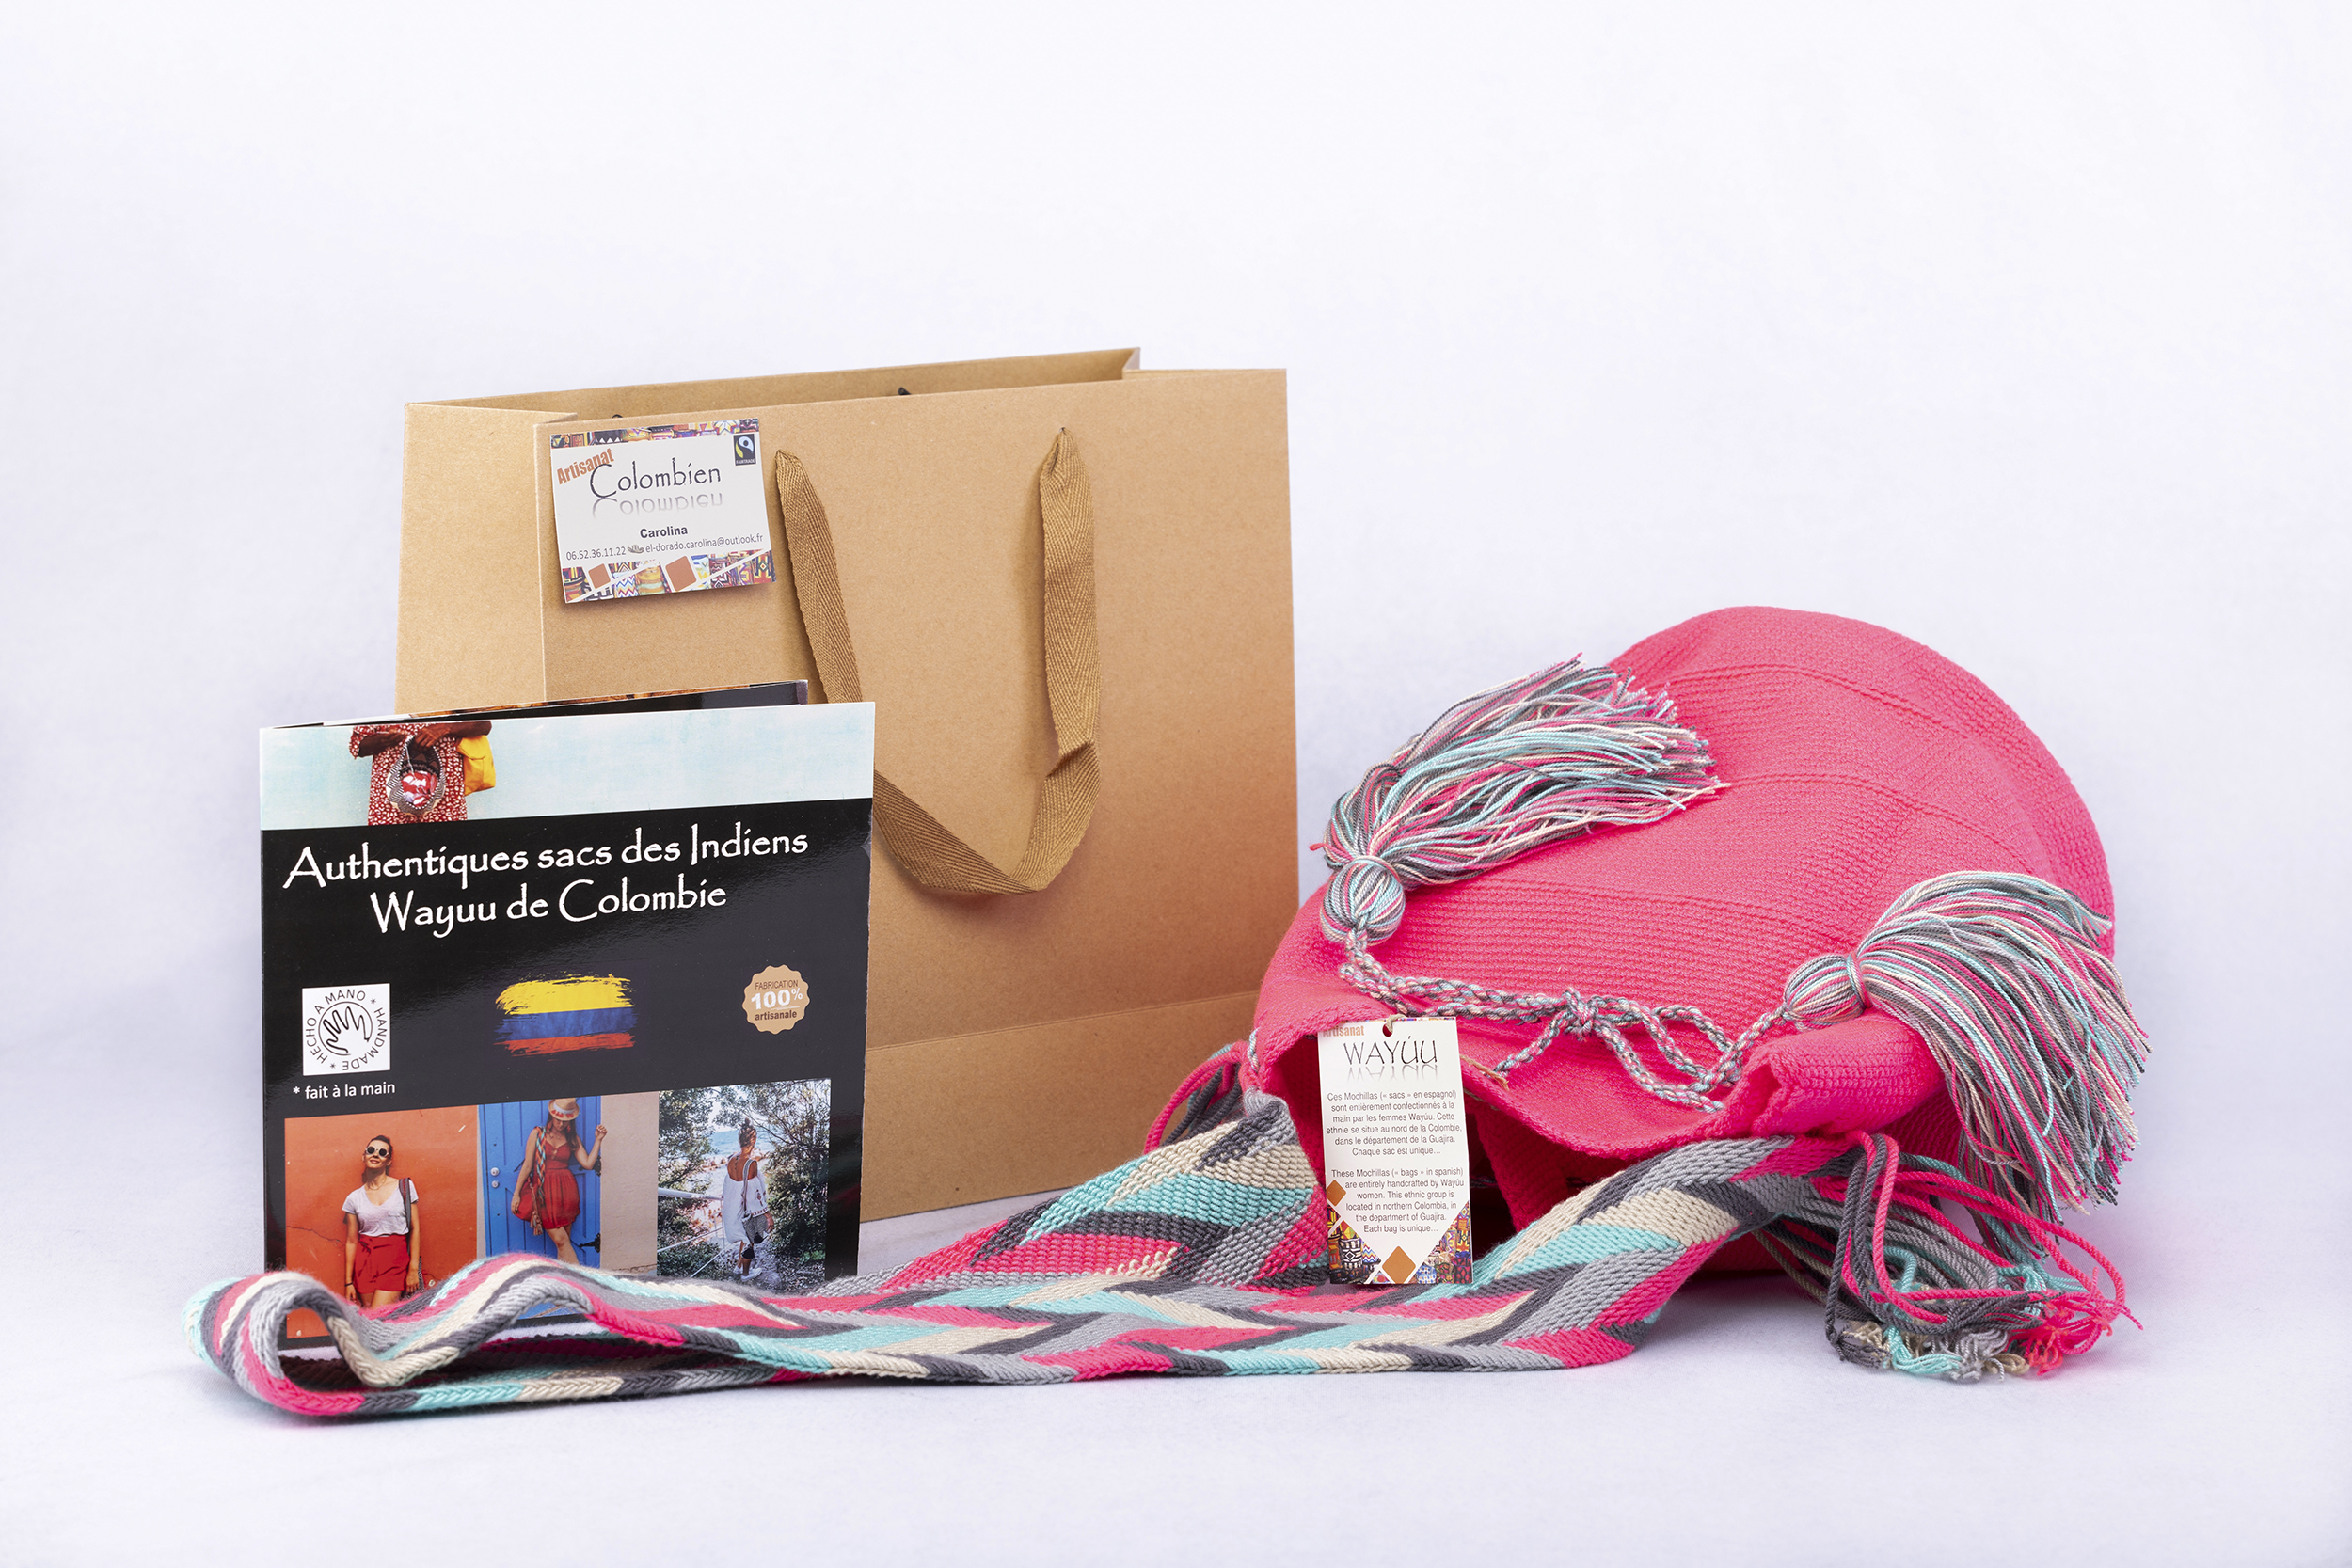 Artisanat
Colombien
Carolina
06.52.36.11.22 el-dorado.carolina@outlook.fr
FAIRTRADE
Authentiques sacs des Indiens
Wayuu de Colombie
HECHO A MANO * HANDMADE *
* fait à la main
FABRICATION
100%
artisanale
Artisanat
WAYÚU
Ces Mochillas (« sacs » en espagnol)
sont entièrement confectionnés à la
main par les femmes Wayúu. Cette
ethnie se situe au nord de la Colombie,
dans le département de la Guajira.
Chaque sac est unique...
These Mochillas (« bags » in spanish)
are entirely handcrafted by Wayúu
women. This ethnic group is
located in northern Colombia, in
the department of Guajira.
Each bag is unique...